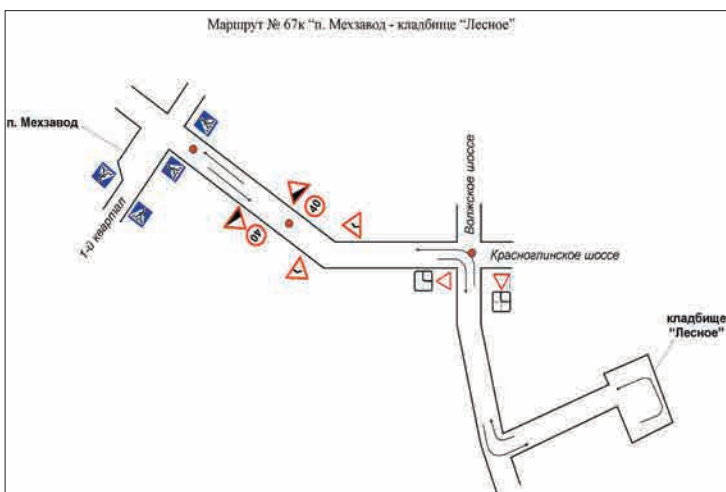 Маршрут № 67к “п. Мехзавод - кладбище “Лесное”
п. Мехзавод
1-й квартал
40
40
Волжское шоссе
Красноглинское шоссе
кладбище
“Лесное”